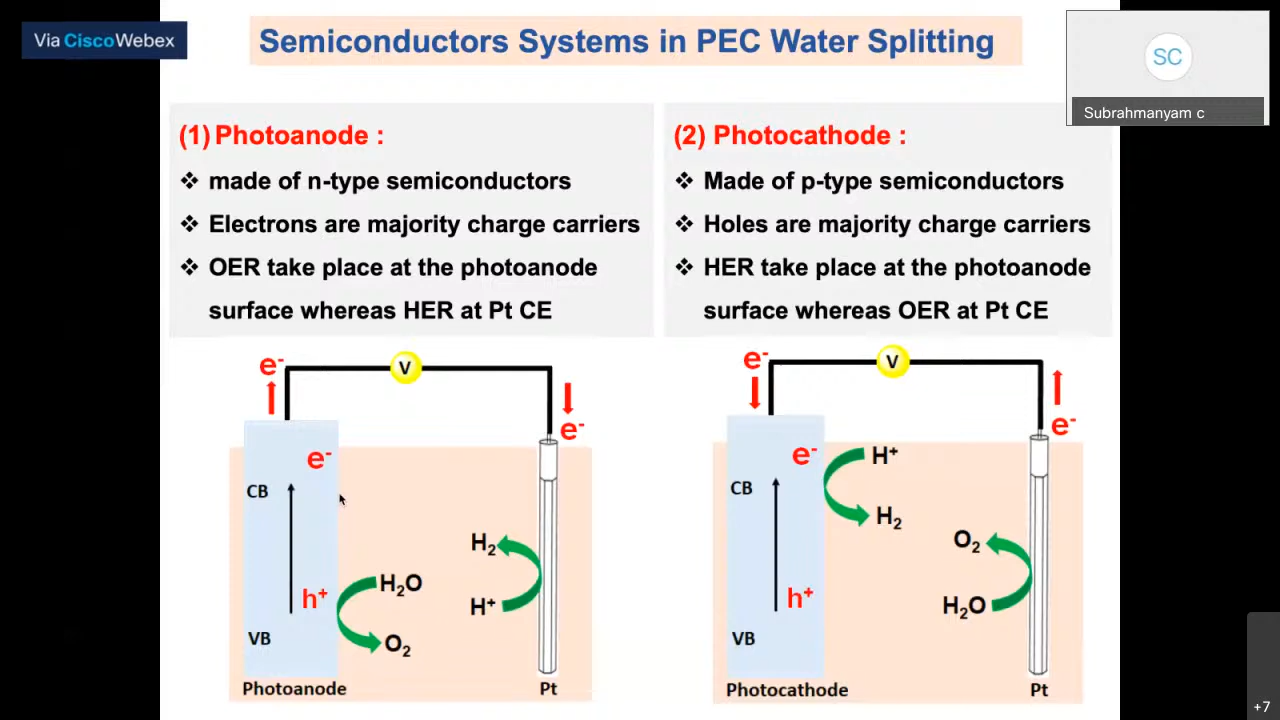 Via CiscoWebex
Semiconductors Systems in PEC Water Splitting
SC
Subrahmanyam c
(1) Photoanode :
❖ made of n-type semiconductors
❖ Electrons are majority charge carriers
❖ OER take place at the photoanode
surface whereas HER at Pt CE
(2) Photocathode :
❖ Made of p-type semiconductors
❖ Holes are majority charge carriers
❖ HER take place at the photoanode
surface whereas OER at Pt CE
e⁻
V
e⁻
e⁻
CB
H₂
H₂O
h⁺
H⁺
VB
O₂
Photoanode
Pt
e⁻
V
e⁻
e⁻
H⁺
CB
H₂
O₂
h⁺
H₂O
VB
Photocathode
Pt
+7